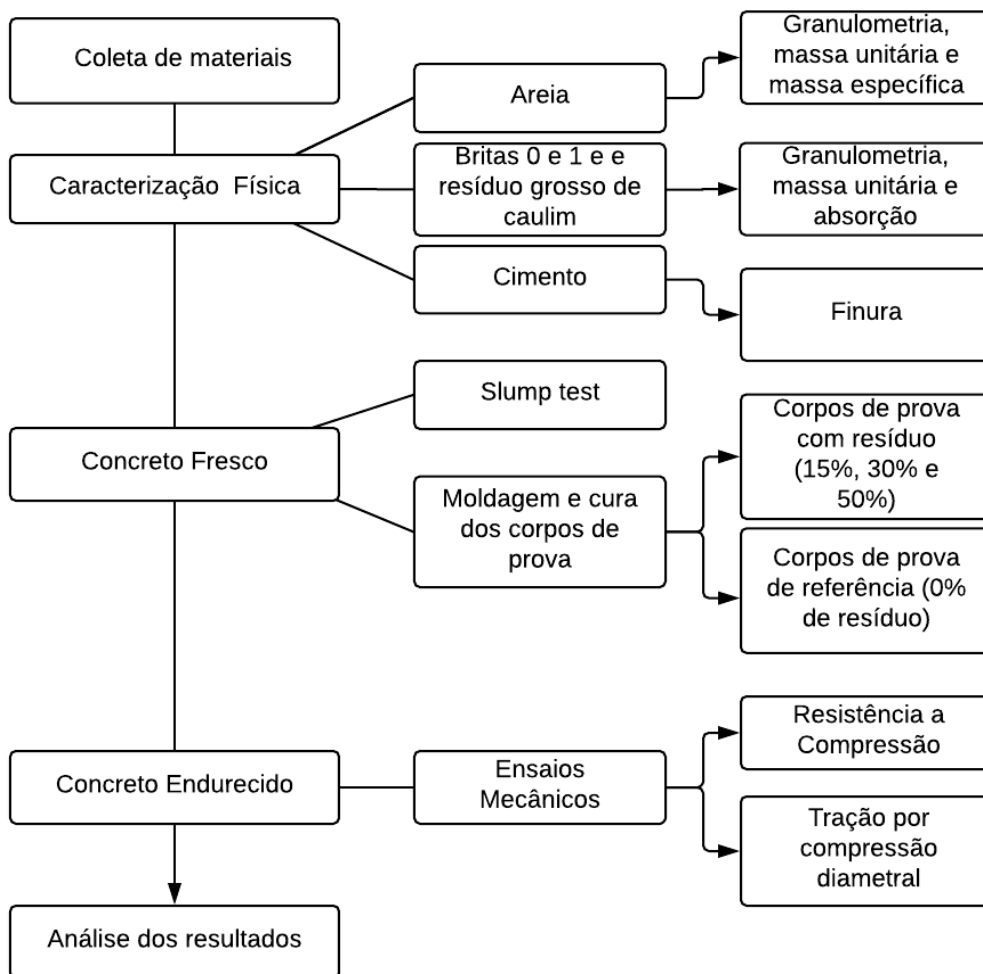 Coleta de materiais
Caracterização Física
Areia
Granulometria,
massa unitária e
massa específica
Britas 0 e 1 e e
resíduo grosso de
caulim
Granulometria,
massa unitária e
absorção
Cimento
Finura
Concreto Fresco
Slump test
Moldagem e cura
dos corpos de
prova
Corpos de prova
com resíduo
(15%, 30% e
50%)
Corpos de prova
de referência (0%
de resíduo)
Concreto Endurecido
Ensaios
Mecânicos
Resistência a
Compressão
Tração por
compressão
diametral
Análise dos resultados